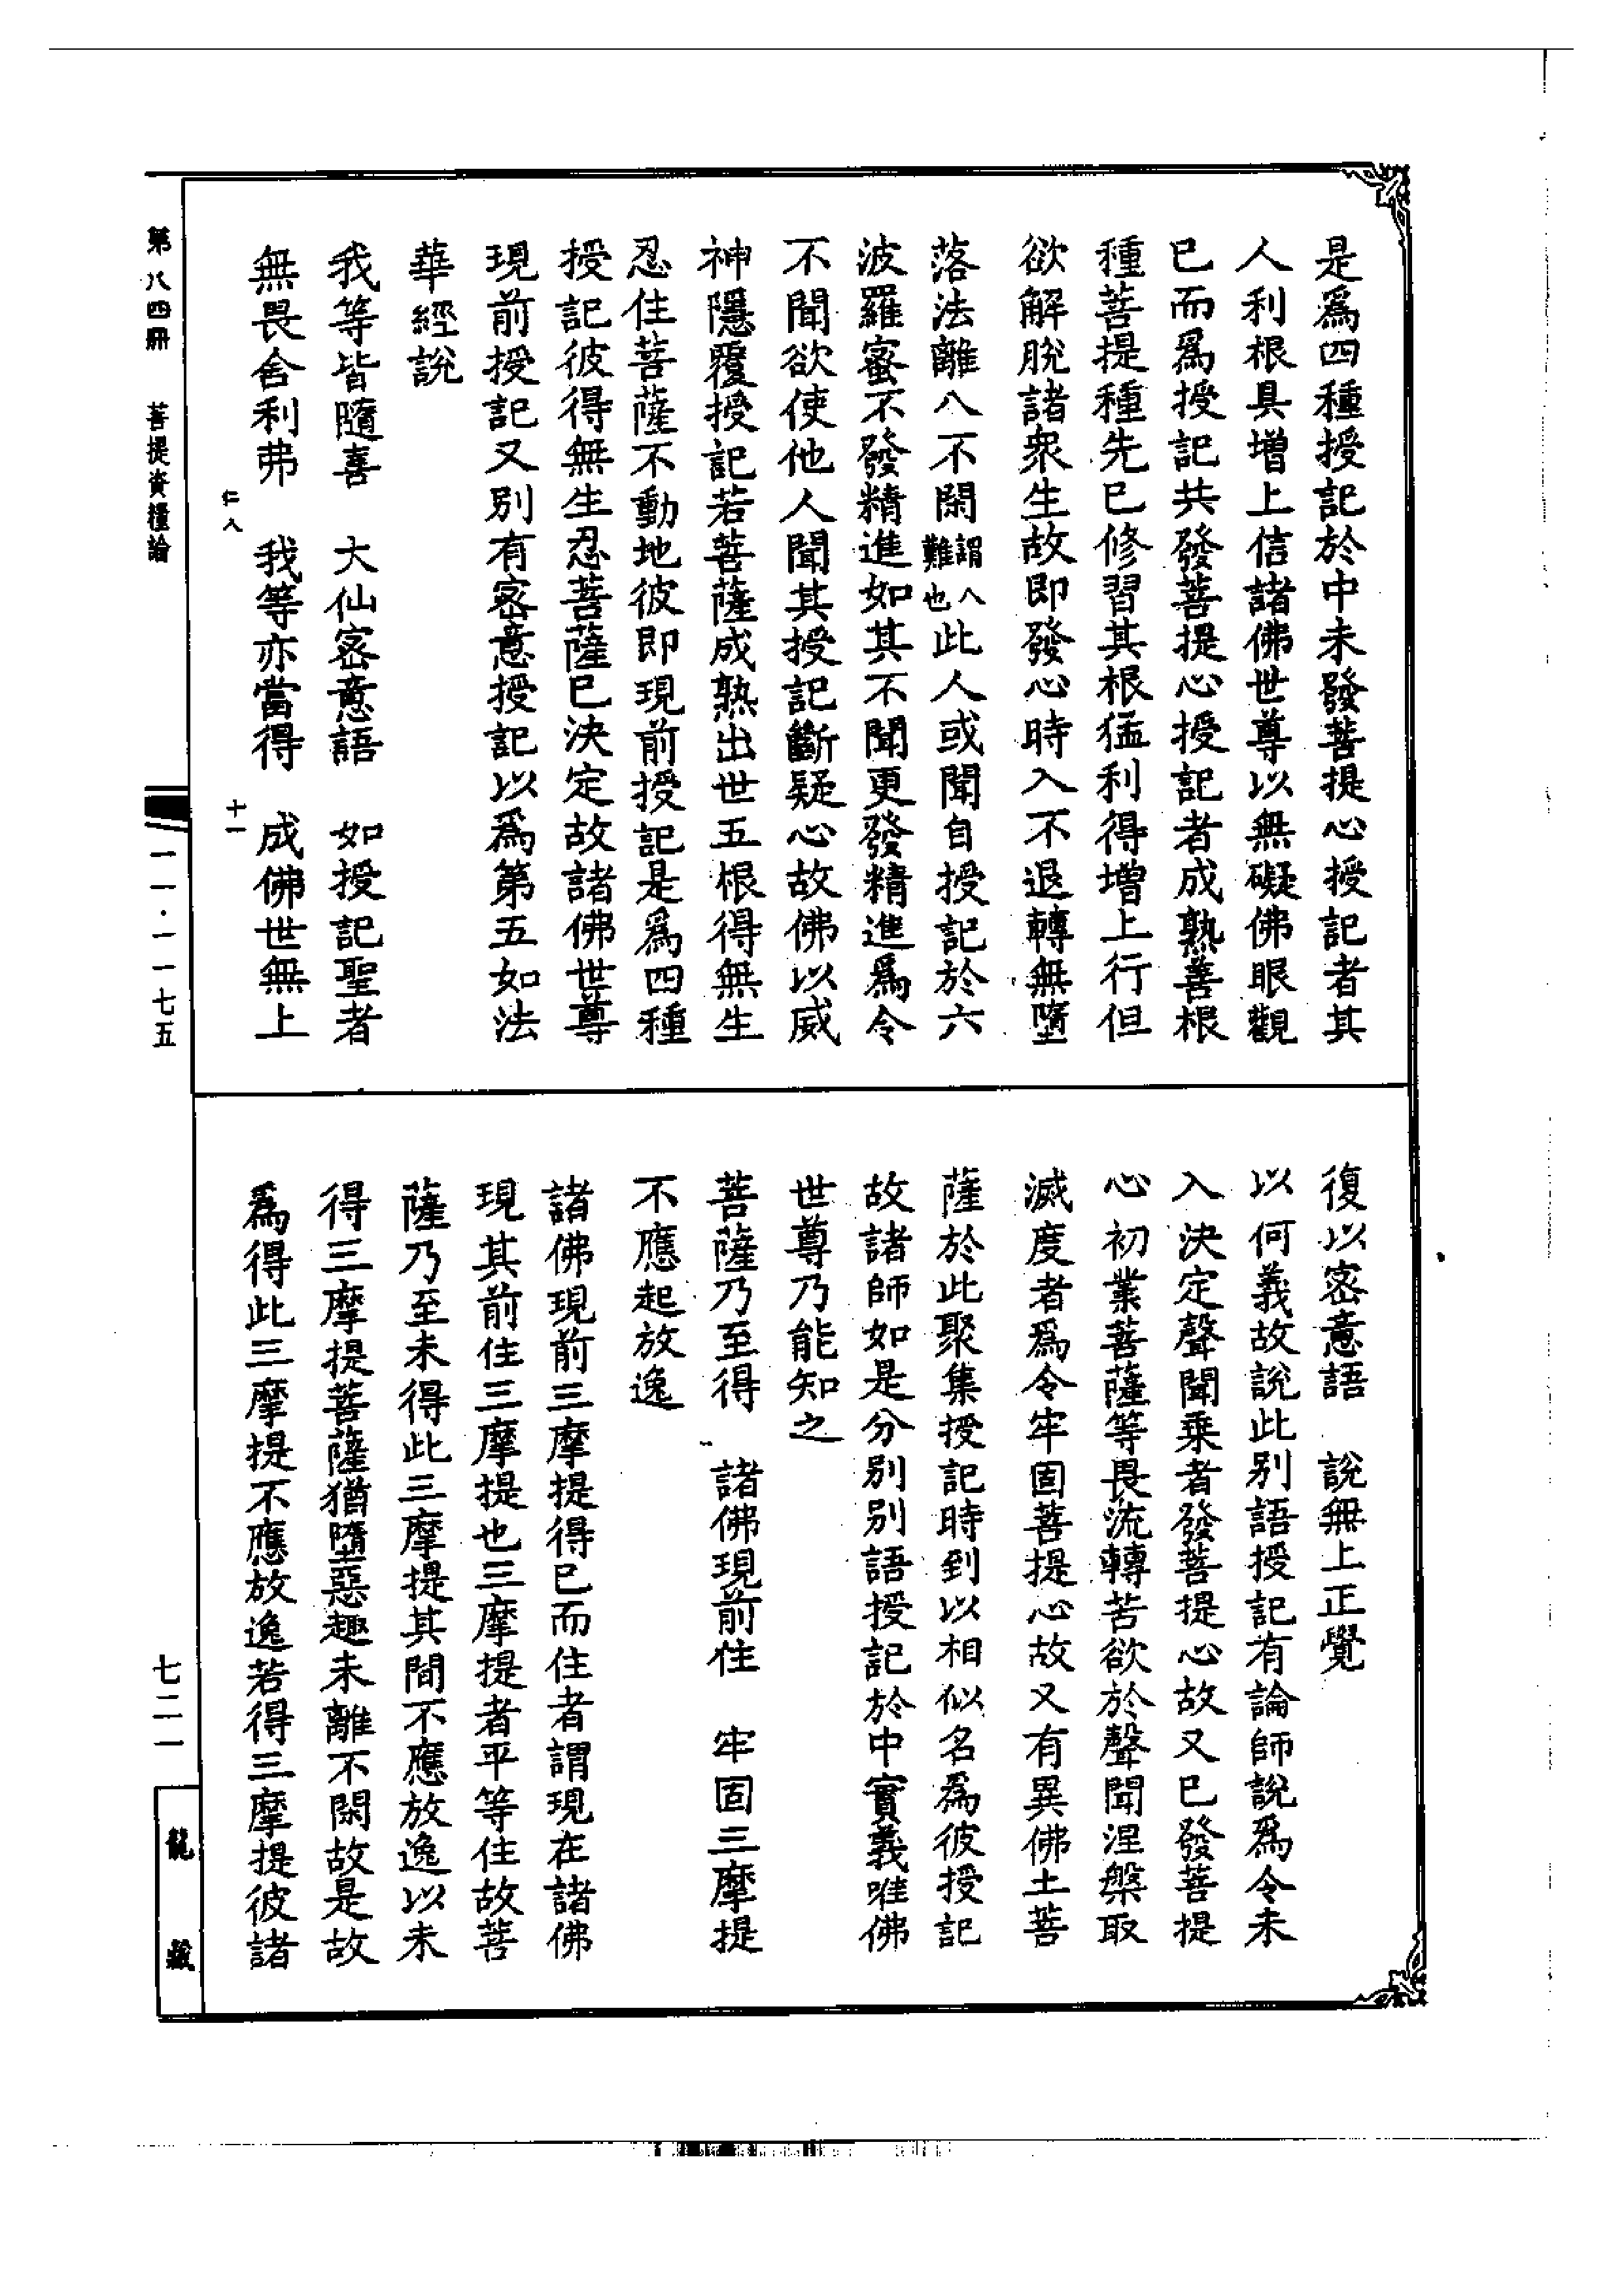 是爲四種授記於中未發菩提心授記者其
人利根具增上信諸佛世尊以無礙佛眼觀
已而爲授記共發菩提心授記者成熟善根
種菩提種先已修習其根猛利得增上行但
欲解脫諸衆生故即發心時入不退轉無墮
落法離八不閑謂八難也此人或聞自授記於六
波羅蜜不發精進如其不聞更發精進爲令
不聞欲使他人聞其授記斷疑心故佛以威
神隱覆授記若菩薩成熟出世五根得無生
忍住菩薩不動地彼即現前授記是爲四種
授記彼得無生忍菩薩已決定故諸佛世尊
現前授記又別有密意授記以爲第五如法
華經說
我等皆隨喜　大仙密意語　如授記聖者
無畏舍利弗　我等亦當得　成佛世無上
仁八　十一
復以密意語　說無上正覺
以何義故說此別語授記有論師說爲令未
入決定聲聞乘者發菩提心故又已發菩提
心初業菩薩等畏流轉苦欲於聲聞涅槃取
滅度者爲令牢固菩提心故又有異佛土菩
薩於此聚集授記時到以相似名爲彼授記
故諸師如是分別別語授記於中實義唯佛
世尊乃能知之
菩薩乃至得　諸佛現前住　牢固三摩提
不應起放逸
諸佛現前三摩提得已而住者謂現在諸佛
現其前住三摩提也三摩提者平等住故菩
薩乃至未得此三摩提其間不應放逸以未
得三摩提菩薩猶墮惡趣未離不閑故是故
爲得此三摩提不應放逸若得三摩提彼諸
第八四冊　菩提資糧論　一一·一一七五　七二一　龍藏